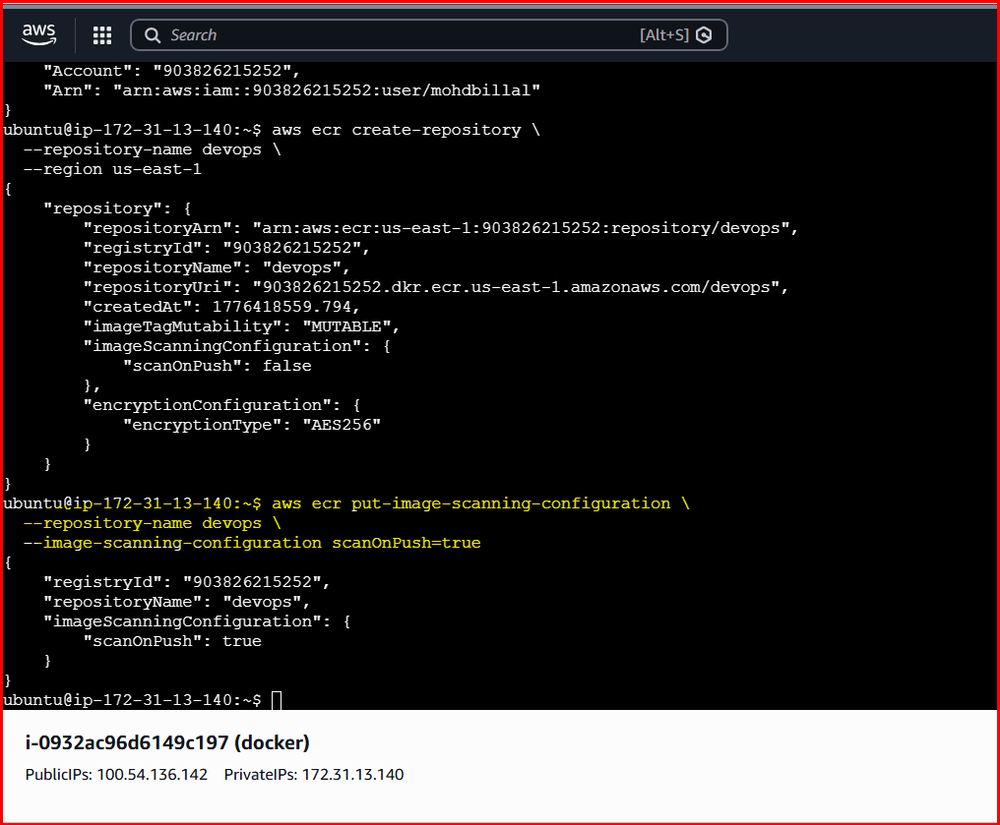 aws
Search
[Alt+S]
"Account": "903826215252",
"Arn": "arn:aws:iam::903826215252:user/mohdbillal"
}
ubuntu@ip-172-31-13-140:~$ aws ecr create-repository \
--repository-name devops \
--region us-east-1
{
"repository": {
"repositoryArn": "arn:aws:ecr:us-east-1:903826215252:repository/devops",
"registryId": "903826215252",
"repositoryName": "devops",
"repositoryUri": "903826215252.dkr.ecr.us-east-1.amazonaws.com/devops",
"createdAt": 1776418559.794,
"imageTagMutability": "MUTABLE",
"imageScanningConfiguration": {
"scanOnPush": false
},
"encryptionConfiguration": {
"encryptionType": "AES256"
}
}
}
ubuntu@ip-172-31-13-140:~$ aws ecr put-image-scanning-configuration \
--repository-name devops \
--image-scanning-configuration scanOnPush=true
{
"registryId": "903826215252",
"repositoryName": "devops",
"imageScanningConfiguration": {
"scanOnPush": true
}
}
ubuntu@ip-172-31-13-140:~$
i-0932ac96d6149c197 (docker)
PublicIPs: 100.54.136.142 PrivateIPs: 172.31.13.140